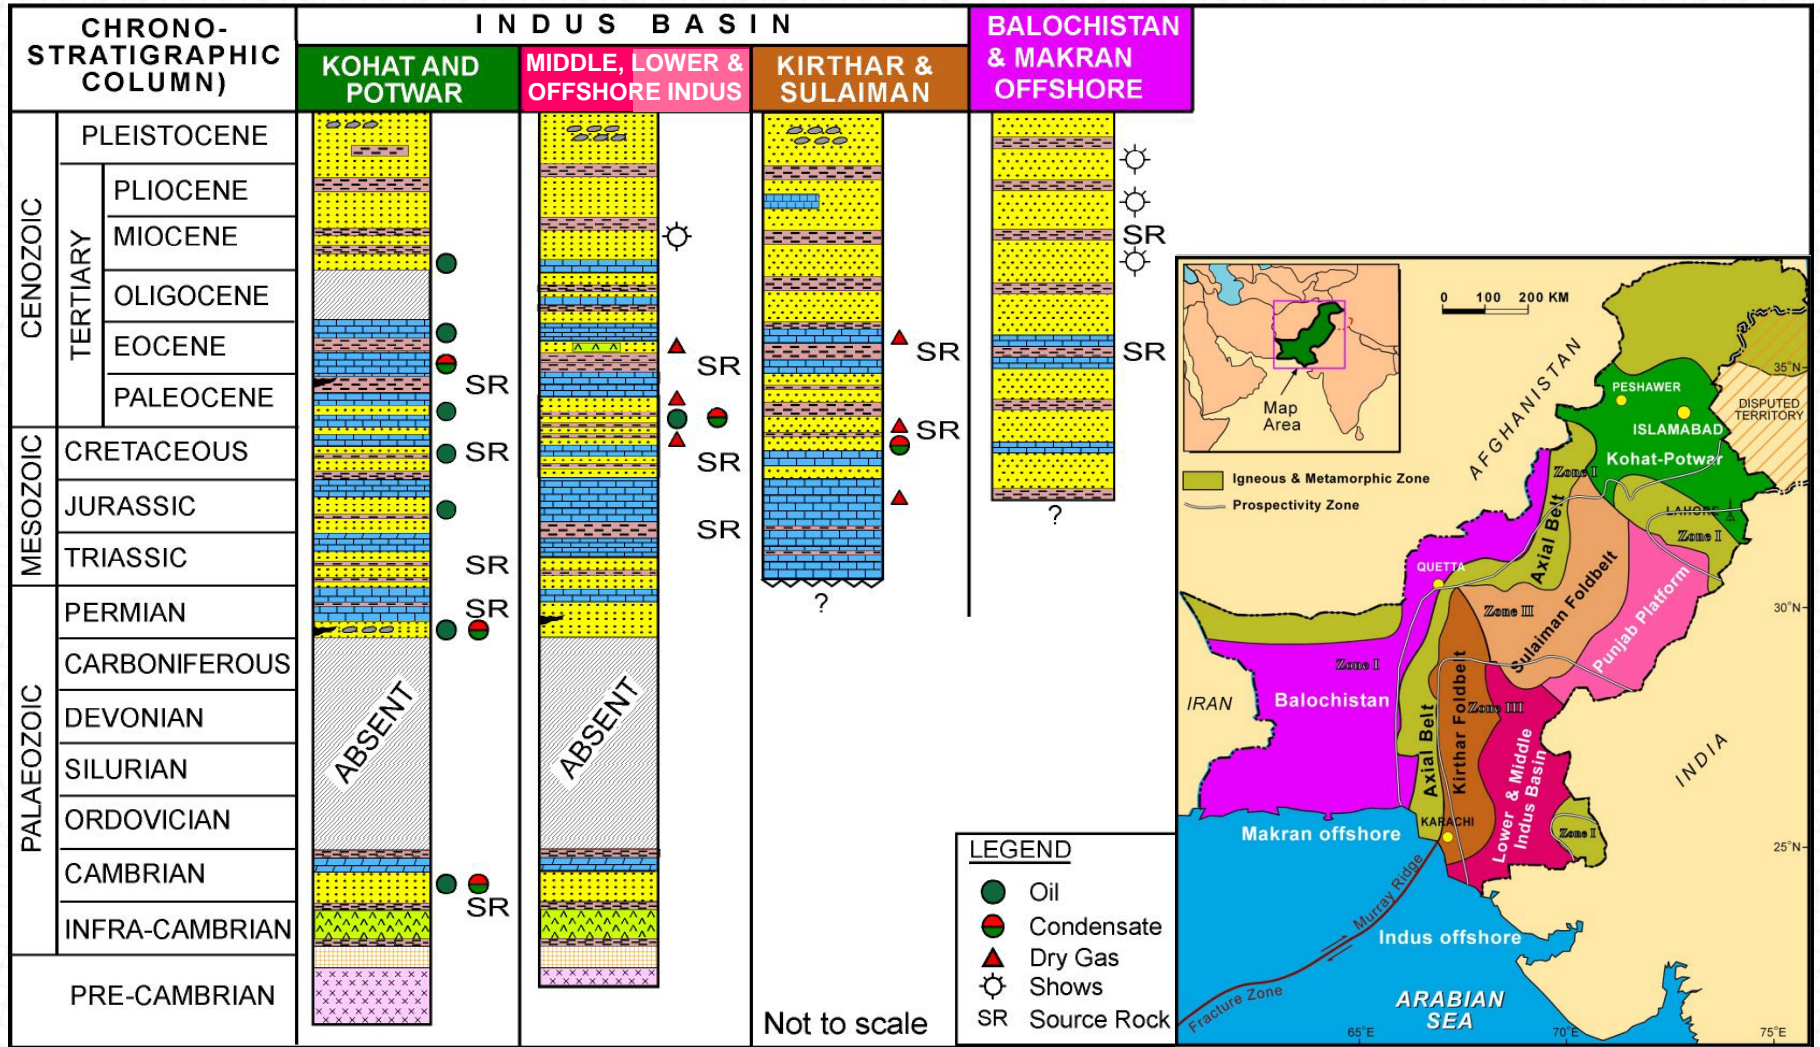 CHRONO-
STRATIGRAPHIC
COLUMN)
INDUS BASIN
KOHAT AND
POTWAR
MIDDLE, LOWER &
OFFSHORE INDUS
KIRTHAR &
SULAIMAN
BALOCHISTAN
& MAKRAN
OFFSHORE
CENOZOIC
TERTIARY
PLEISTOCENE
PLIOCENE
MIOCENE
OLIGOCENE
EOCENE
PALEOCENE
MESOZOIC
CRETACEOUS
JURASSIC
TRIASSIC
PALAEOZOIC
PERMIAN
CARBONIFEROUS
DEVONIAN
SILURIAN
ORDOVICIAN
CAMBRIAN
INFRA-CAMBRIAN
PRE-CAMBRIAN
SR
SR
SR
SR
ABSENT
SR
SR
SR
SR
ABSENT
SR
SR
?
SR
SR
?
Not to scale
LEGEND
Oil
Condensate
Dry Gas
Shows
SR Source Rock
Map
Area
0 100 200 KM
Igneous & Metamorphic Zone
Prospectivity Zone
AFGHANISTAN
PESHAWER
ISLAMABAD
Kohat-Potwar
DISPUTED
TERRITORY
35°N
Zone I
LAHORE
Zone I
Axial Belt
QUETTA
Sulaiman Foldbelt
Zone II
Punjab Platform
30°N
Zone I
IRAN
Balochistan
Axial Belt
Kirthar Foldbelt
Zone III
Lower & Middle
Indus Basin
INDIA
KARACHI
Zone I
25°N
Makran offshore
Murray Ridge
Indus offshore
Fracture Zone
ARABIAN
SEA
65°E
70°E
75°E